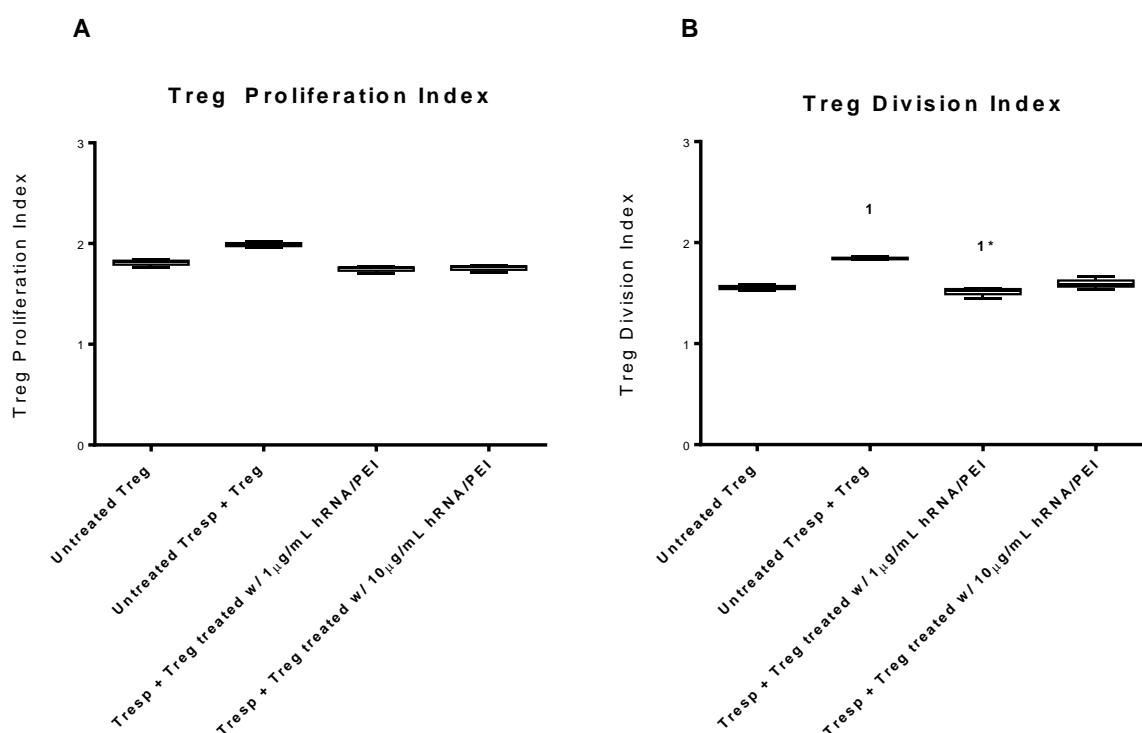 A
Treg Proliferation Index
Treg Proliferation Index
3
2
1
0
Untreated Treg
Untreated Tresp + Treg
Tresp + Treg treated w/ 1µg/mL hRNA/PEI
Tresp + Treg treated w/ 10µg/mL hRNA/PEI
B
Treg Division Index
Treg Division Index
3
2
1
0
1
1 *
Untreated Treg
Untreated Tresp + Treg
Tresp + Treg treated w/ 1µg/mL hRNA/PEI
Tresp + Treg treated w/ 10µg/mL hRNA/PEI